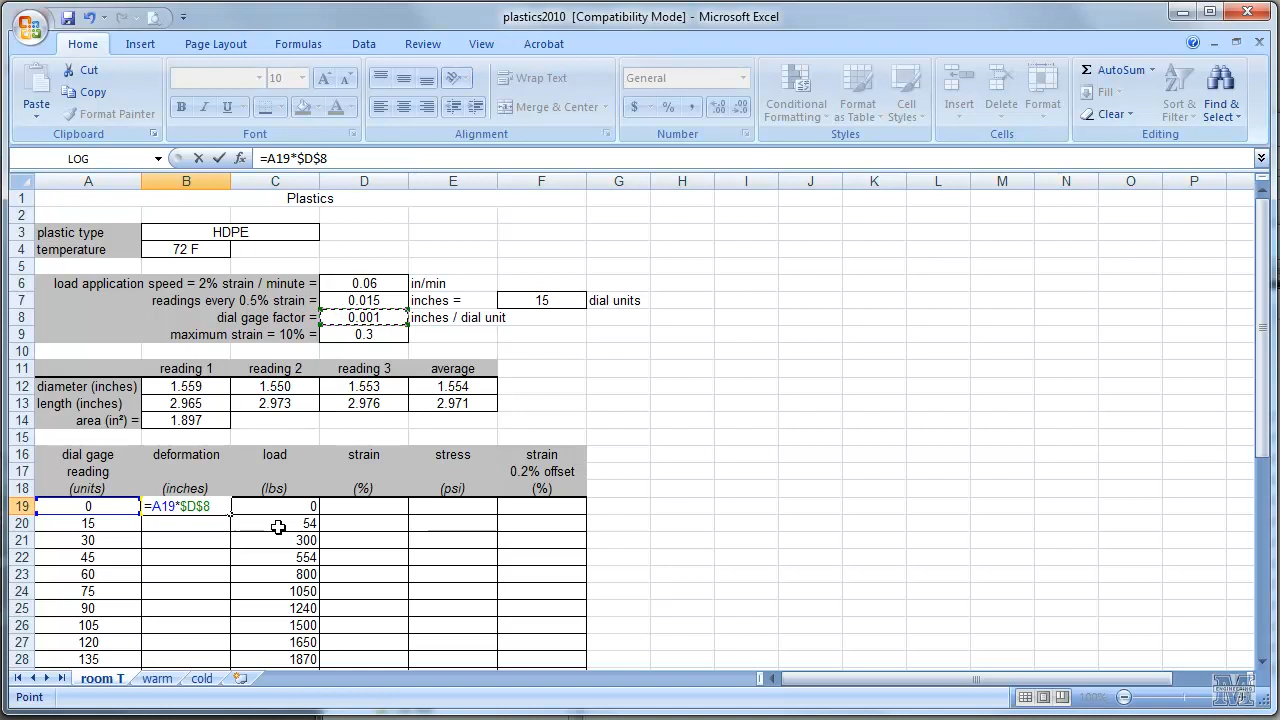 plastics2010 [Compatibility Mode] - Microsoft Excel
Home Insert Page Layout Formulas Data Review View Acrobat
Paste Cut Copy Format Painter
Clipboard
10 A A B I U A
Font
Wrap Text
Merge & Center
Alignment
General
$ % ,
Number
Conditional Formatting Format as Table Cell Styles
Styles
Insert Delete Format
Cells
Σ AutoSum Fill Clear Sort & Filter Find & Select
Editing
LOG fx =A19*$D$8
A B C D E F G H I J K L M N O P
1 Plastics
2
3 plastic type HDPE
4 temperature 72 F
5
6 load application speed = 2% strain / minute = 0.06 in/min
7 readings every 0.5% strain = 0.015 inches = 15 dial units
8 dial gage factor = 0.001 inches / dial unit
9 maximum strain = 10% = 0.3
10
11 reading 1 reading 2 reading 3 average
12 diameter (inches) 1.559 1.550 1.553 1.554
13 length (inches) 2.965 2.973 2.976 2.971
14 area (in²) = 1.897
15
16 dial gage deformation load strain stress strain
17 reading 0.2% offset
18 (units) (inches) (lbs) (%) (psi) (%)
19 0 =A19*$D$8 0
20 15 54
21 30 300
22 45 554
23 60 800
24 75 1050
25 90 1240
26 105 1500
27 120 1650
28 135 1870
room T warm cold
Point 100%